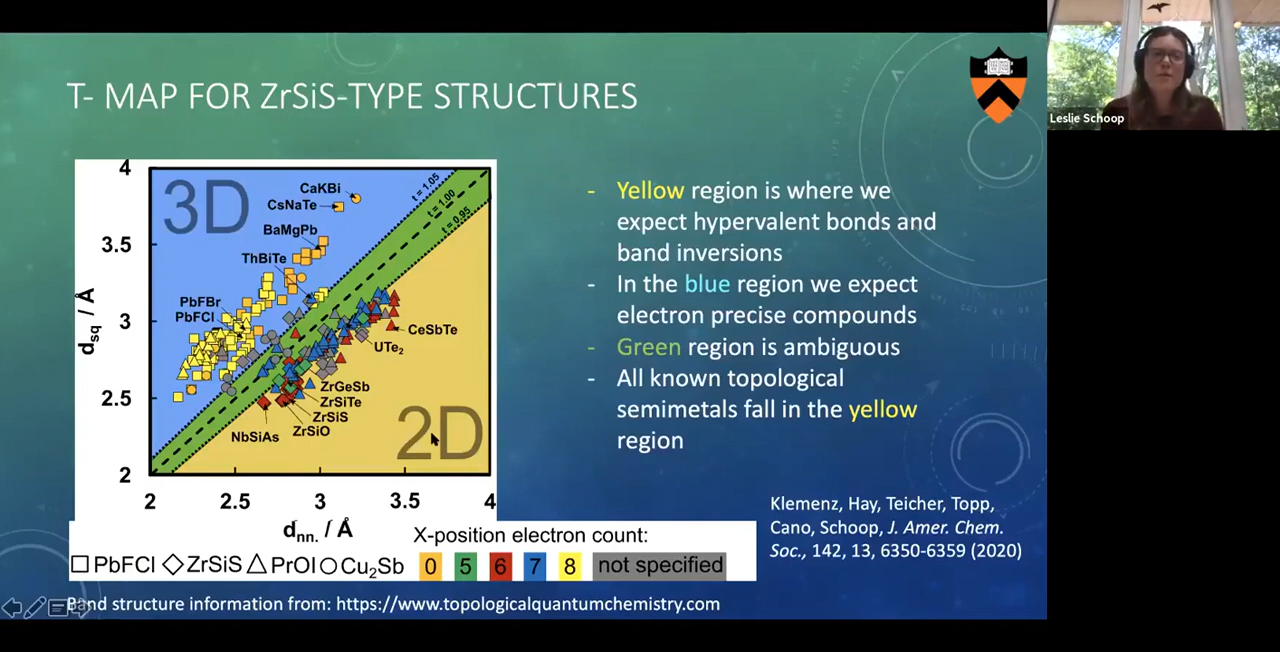 T- MAP FOR ZrSiS-TYPE STRUCTURES
Leslie Schoop
4
3.5
3
2.5
2
dsq / Å
3D
2D
t = 1.05
t = 1.00
t = 0.95
CaKBi
CsNaTe
BaMgPb
ThBiTe
PbFBr
PbFCl
CeSbTe
UTe2
ZrGeSb
ZrSiTe
ZrSiS
ZrSiO
NbSiAs
2 2.5 3 3.5 4
dnn. / Å
X-position electron count:
PbFCl ZrSiS PrOI Cu2Sb 0 5 6 7 8 not specified
- Yellow region is where we
expect hypervalent bonds and
band inversions
- In the blue region we expect
electron precise compounds
- Green region is ambiguous
- All known topological
semimetals fall in the yellow
region
Klemenz, Hay, Teicher, Topp,
Cano, Schoop, J. Amer. Chem.
Soc., 142, 13, 6350-6359 (2020)
Band structure information from: https://www.topologicalquantumchemistry.com